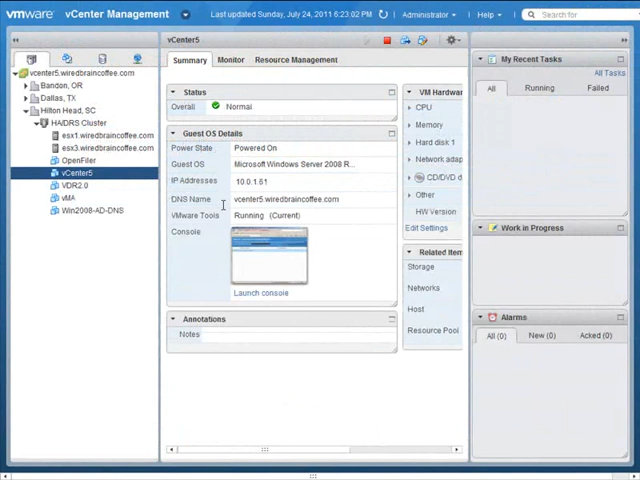 vmware vCenter Management Last updated Sunday, July 24, 2011 6:23:02 PM Administrator Help Search for
vCenter5
Summary Monitor Resource Management
vcenter5.wiredbraincoffee.com
Bandon, OR
Dallas, TX
Hilton Head, SC
HA/DRS Cluster
esx1.wiredbraincoffee.com
esx3.wiredbraincoffee.com
OpenFiler
vCenter5
VDR2.0
vMA
Win2008-AD-DNS
Status
Overall Normal
Guest OS Details
Power State Powered On
Guest OS Microsoft Windows Server 2008 R...
IP Addresses 10.0.1.51
DNS Name vcenter5.wiredbraincoffee.com
VMware Tools Running (Current)
Console
Launch console
Annotations
Notes
VM Hardware
CPU
Memory
Hard disk 1
Network adap
CD/DVD d
Other
HW Version
Edit Settings
Related Item
Storage
Networks
Host
Resource Pool
My Recent Tasks
All Tasks
All Running Failed
Work in Progress
Alarms
All (0) New (0) Acked (0)